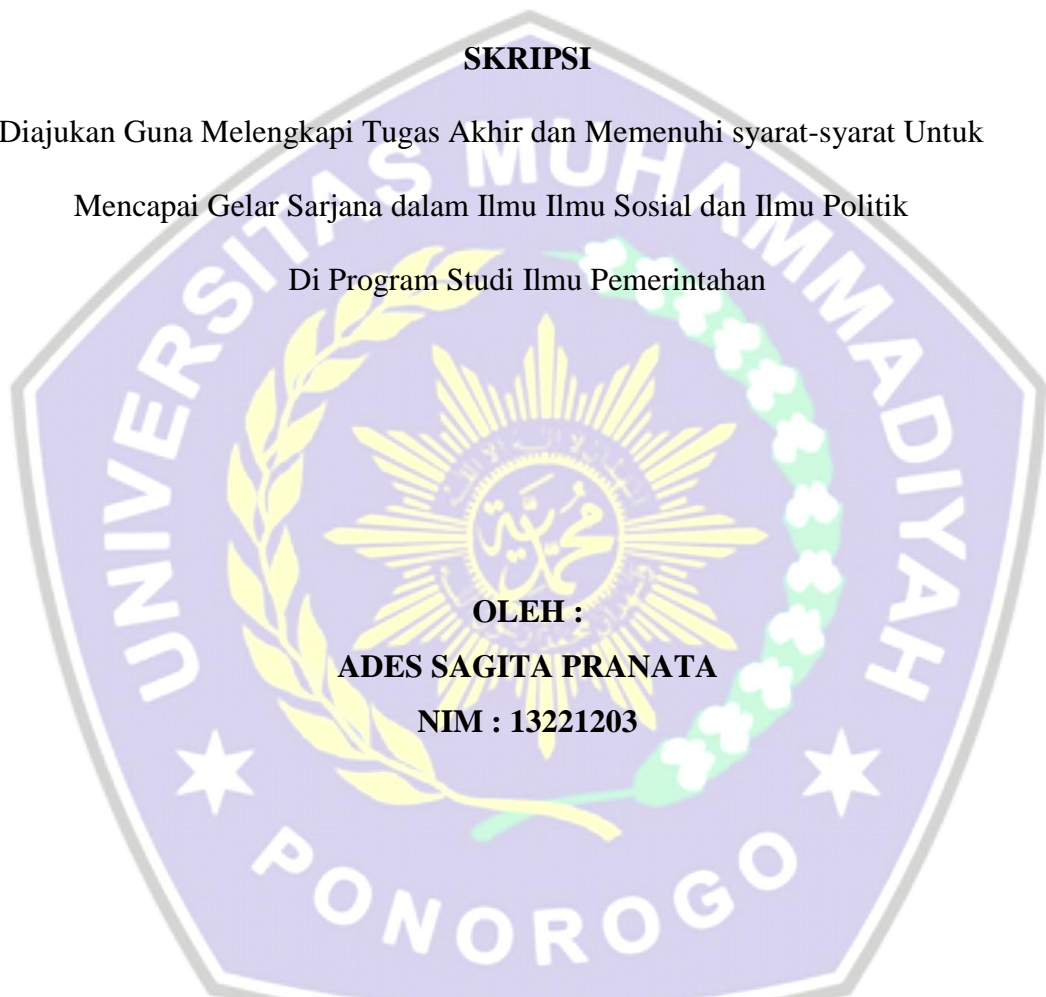 SKRIPSI
Diajukan Guna Melengkapi Tugas Akhir dan Memenuhi syarat-syarat Untuk
Mencapai Gelar Sarjana dalam Ilmu Ilmu Sosial dan Ilmu Politik
Di Program Studi Ilmu Pemerintahan
UNIVERSITAS MUHAMMADIYAH
محمدية
OLEH :
ADES SAGITA PRANATA
NIM : 13221203
PONOROGO